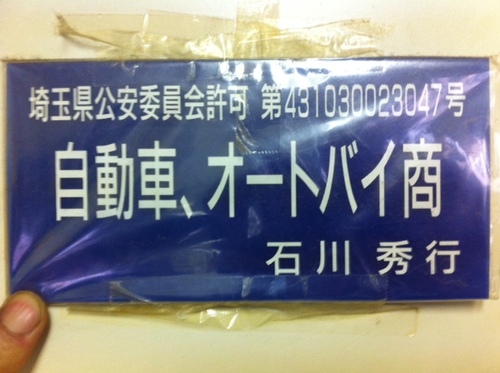 埼玉県公安委員会許可 第431030023047号
自動車、オートバイ商
石川 秀行